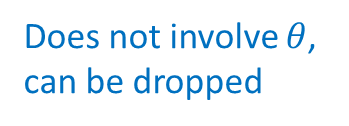 Does not involve θ,
can be dropped